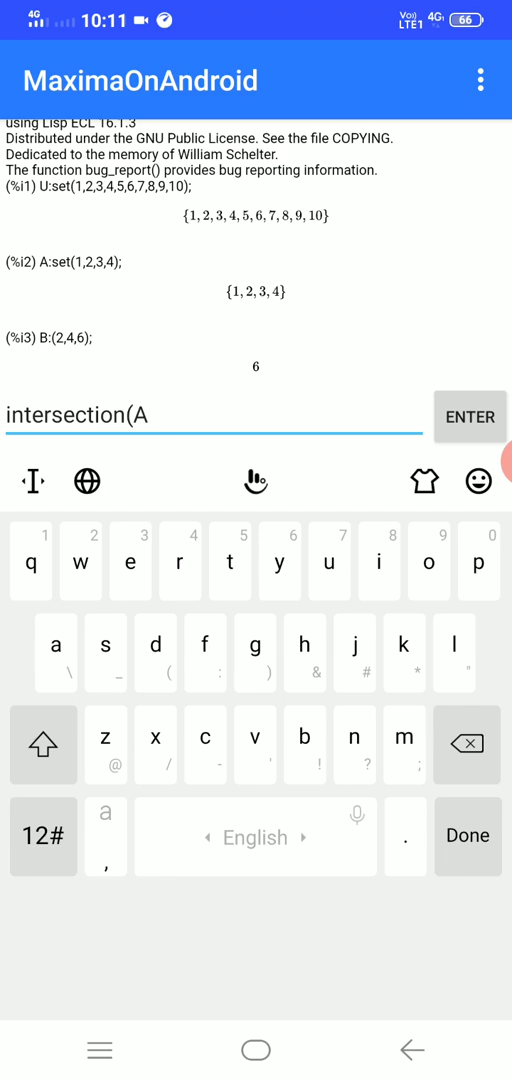 4G 10:11 Vo)) LTE1 4G 66
MaximaOnAndroid
using Lisp ECL 16.1.3
Distributed under the GNU Public License. See the file COPYING.
Dedicated to the memory of William Schelter.
The function bug_report() provides bug reporting information.
(%i1) U:set(1,2,3,4,5,6,7,8,9,10);
{1, 2, 3, 4, 5, 6, 7, 8, 9, 10}
(%i2) A:set(1,2,3,4);
{1, 2, 3, 4}
(%i3) B:(2,4,6);
6
intersection(A ENTER
1 2 3 4 5 6 7 8 9 0
q w e r t y u i o p
a s d f g h j k l
\ _ ( : ) & # * "
z x c v b n m
@ / - ' ! ? ;
12# a , English . Done